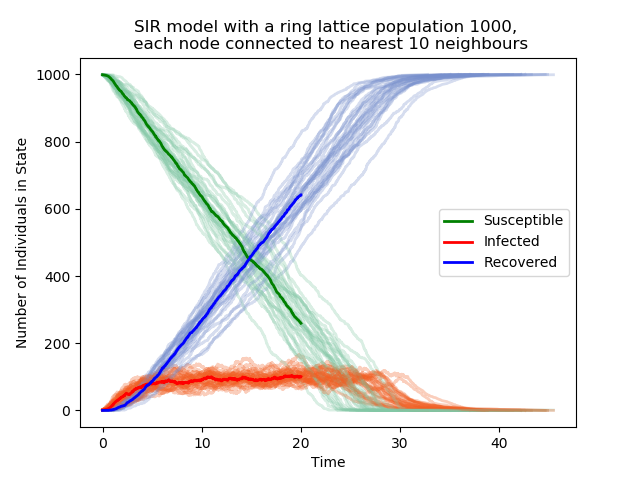 SIR model with a ring lattice population 1000,
each node connected to nearest 10 neighbours
1000
800
600
400
200
0
Number of Individuals in State
Susceptible
Infected
Recovered
0 10 20 30 40
Time